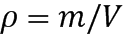 ρ = m/V